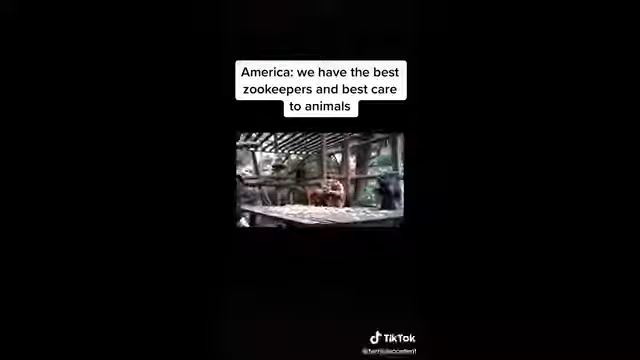 America: we have the best
zookeepers and best care
to animals
TikTok